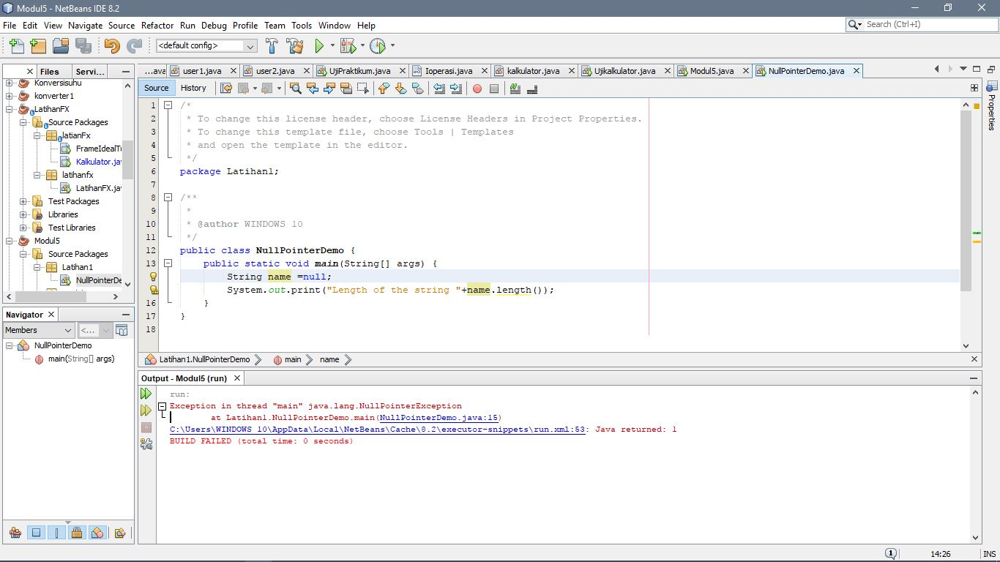 Modul5 - NetBeans IDE 8.2
File Edit View Navigate Source Refactor Run Debug Profile Team Tools Window Help
Search (Ctrl+I)
<default config>
Files Servi...
...ava user1.java user2.java UjiPraktikum.java Ioperasi.java kalkulator.java Ujikalkulator.java Modul5.java NullPointerDemo.java
Source History
Properties
Konversisuhu
konverter1
LatihanFX
Source Packages
latianFx
FrameIdealTu
Kalkulator.jav
latihanfx
LatihanFX.jav
Test Packages
Libraries
Test Libraries
Modul5
Source Packages
Latihan1
NullPointerDe
1 /*
2 * To change this license header, choose License Headers in Project Properties.
3 * To change this template file, choose Tools | Templates
4 * and open the template in the editor.
5 */
6 package Latihan1;
7
8 /**
9 *
10 * @author WINDOWS 10
11 */
12 public class NullPointerDemo {
13 public static void main(String[] args) {
String name =null;
System.out.print("Length of the string "+name.length());
16 }
17 }
18
Latihan1.NullPointerDemo main name
Navigator
Members <...
NullPointerDemo
main(String[] args)
Output - Modul5 (run)
run:
Exception in thread "main" java.lang.NullPointerException
at Latihan1.NullPointerDemo.main(NullPointerDemo.java:15)
C:\Users\WINDOWS 10\AppData\Local\NetBeans\Cache\8.2\executor-snippets\run.xml:53: Java returned: 1
BUILD FAILED (total time: 0 seconds)
1 14:26 INS